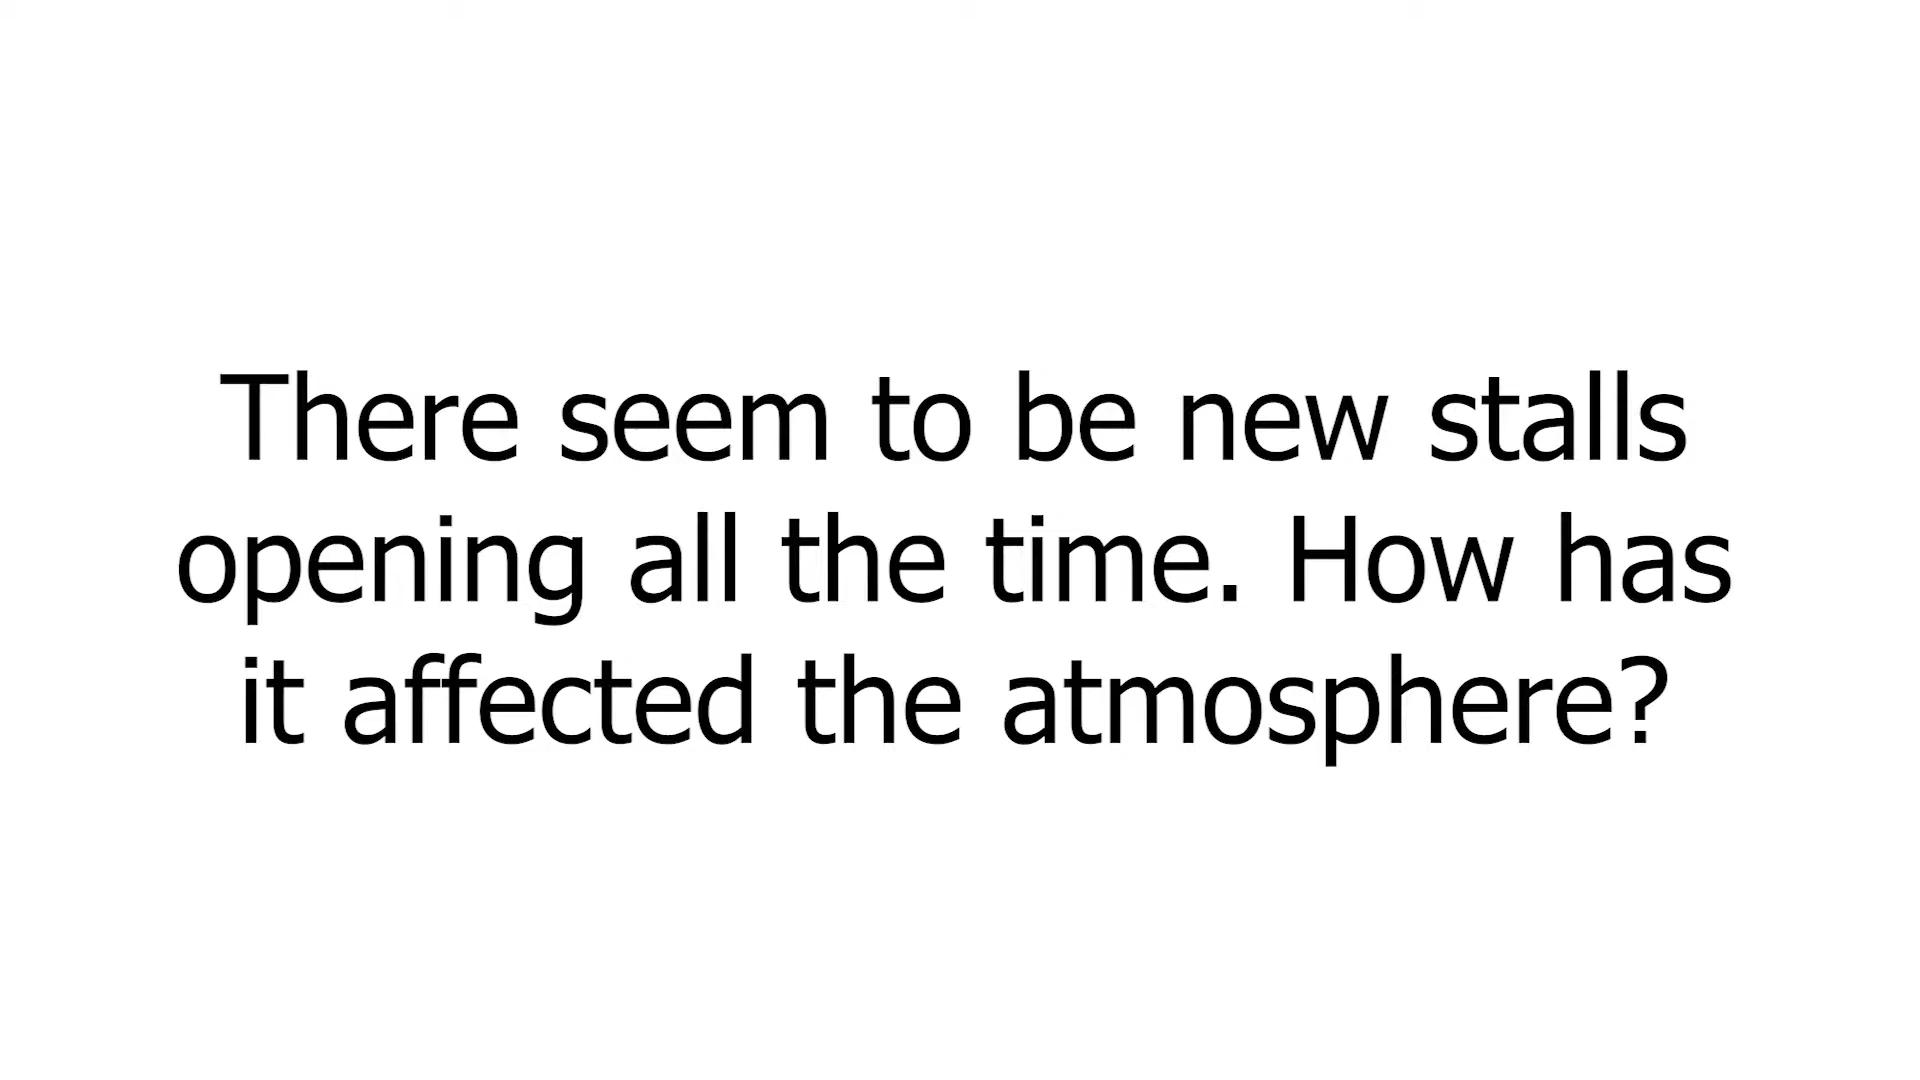 There seem to be new stalls
opening all the time. How has
it affected the atmosphere?